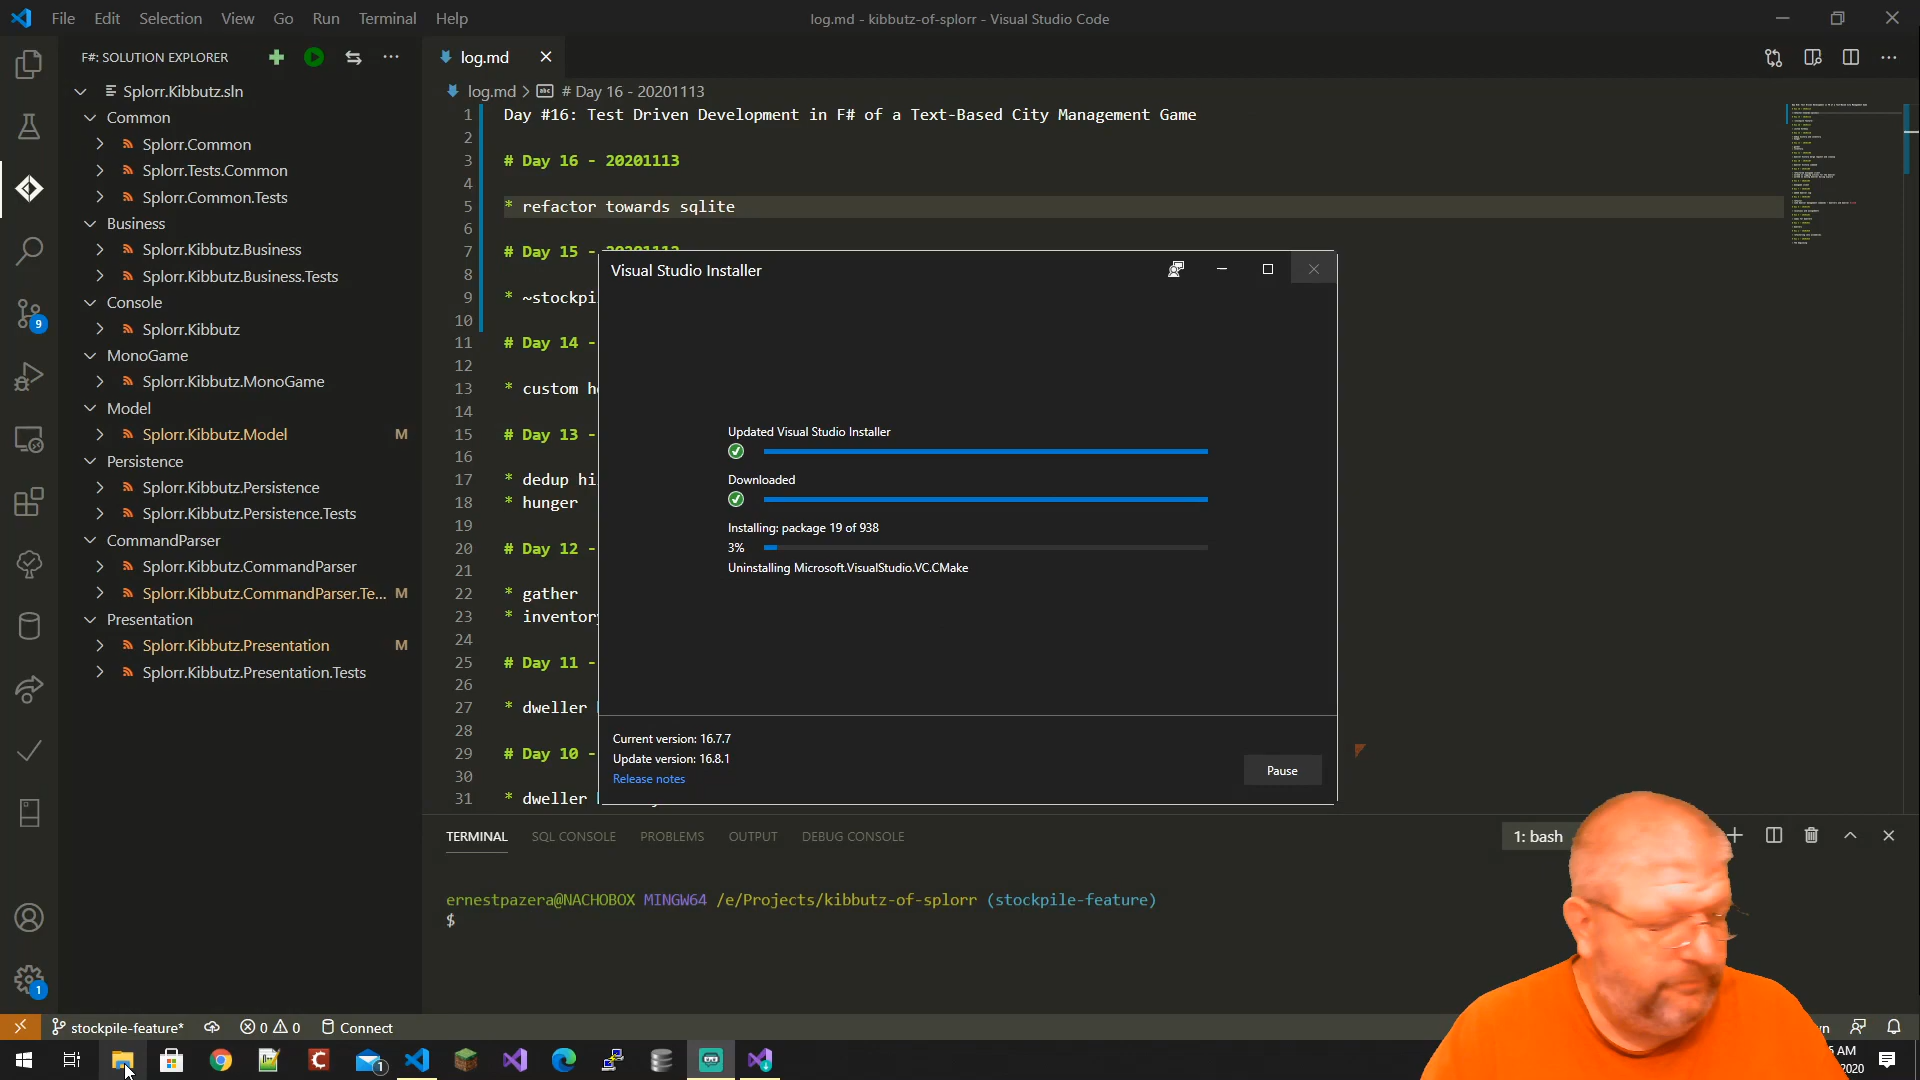 File Edit Selection View Go Run Terminal Help
log.md - kibbutz-of-splorr - Visual Studio Code
F#: SOLUTION EXPLORER
Splorr.Kibbutz.sln
Common
Splorr.Common
Splorr.Tests.Common
Splorr.Common.Tests
Business
Splorr.Kibbutz.Business
Splorr.Kibbutz.Business.Tests
Console
Splorr.Kibbutz
MonoGame
Splorr.Kibbutz.MonoGame
Model
Splorr.Kibbutz.Model M
Persistence
Splorr.Kibbutz.Persistence
Splorr.Kibbutz.Persistence.Tests
CommandParser
Splorr.Kibbutz.CommandParser
Splorr.Kibbutz.CommandParser.Te... M
Presentation
Splorr.Kibbutz.Presentation M
Splorr.Kibbutz.Presentation.Tests
9
1
log.md
log.md > # Day 16 - 20201113
1 Day #16: Test Driven Development in F# of a Text-Based City Management Game
2
3 # Day 16 - 20201113
4
5 * refactor towards sqlite
6
7 # Day 15 - 20201112
8
9 * ~stockpi
10
11 # Day 14 -
12
13 * custom h
14
15 # Day 13 -
16
17 * dedup hi
18 * hunger
19
20 # Day 12 -
21
22 * gather
23 * inventor
24
25 # Day 11 -
26
27 * dweller
28
29 # Day 10 -
30
31 * dweller
Visual Studio Installer
Updated Visual Studio Installer
Downloaded
Installing: package 19 of 938
3%
Uninstalling Microsoft.VisualStudio.VC.CMake
Current version: 16.7.7
Update version: 16.8.1
Release notes
Pause
TERMINAL SQL CONSOLE PROBLEMS OUTPUT DEBUG CONSOLE
1: bash
ernestpazera@NACHOBOX MINGW64 /e/Projects/kibbutz-of-splorr (stockpile-feature)
$
stockpile-feature* 0 0 Connect
1
AM
2020